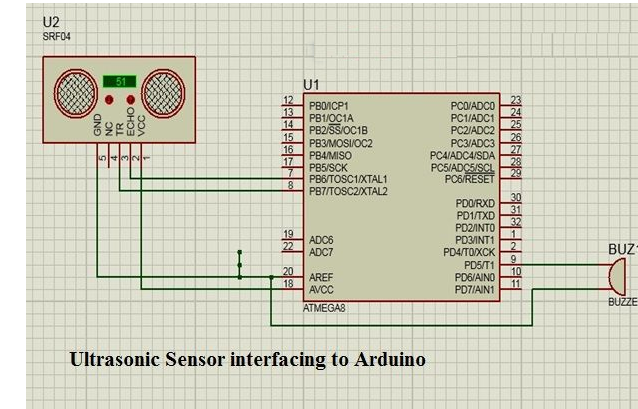 U2
SRF04
51
GND
NC
TR
ECHO
VCC
5
4
3
2
1
U1
12 PB0/ICP1
13 PB1/OC1A
14 PB2/SS/OC1B
15 PB3/MOSI/OC2
16 PB4/MISO
17 PB5/SCK
7 PB6/TOSC1/XTAL1
8 PB7/TOSC2/XTAL2
19 ADC6
22 ADC7
20 AREF
18 AVCC
PC0/ADC0 23
PC1/ADC1 24
PC2/ADC2 25
PC3/ADC3 26
PC4/ADC4/SDA 27
PC5/ADC5/SCL 28
PC6/RESET 29
PD0/RXD 30
PD1/TXD 31
PD2/INT0 32
PD3/INT1 1
PD4/T0/XCK 2
PD5/T1 9
PD6/AIN0 10
PD7/AIN1 11
ATMEGA8
BUZ1
BUZZE
Ultrasonic Sensor interfacing to Arduino